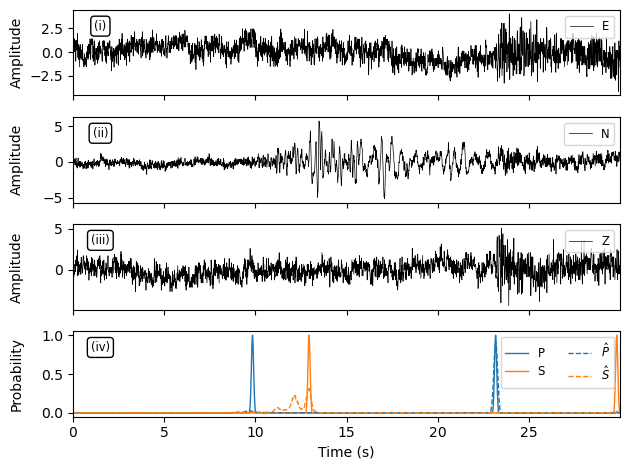 (i)
E
Amplitude
2.5
0.0
−2.5
(ii)
N
Amplitude
5
0
−5
(iii)
Z
Amplitude
5
0
(iv)
P
S
P̂
Ŝ
Probability
1.0
0.5
0.0
0 5 10 15 20 25
Time (s)